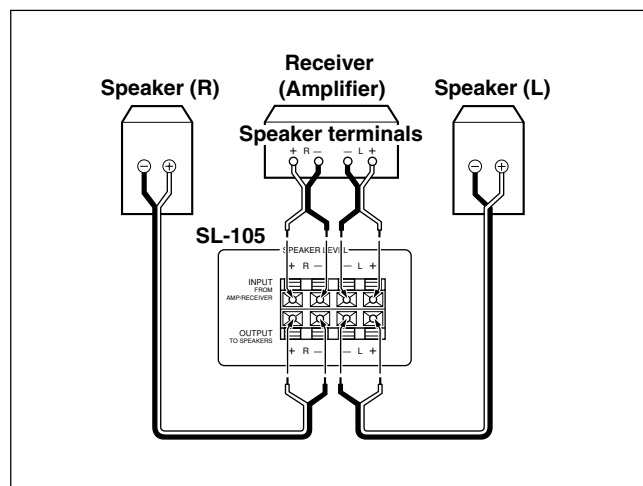 Receiver
(Amplifier)
Speaker (R)
Speaker (L)
Speaker terminals
+ R − − L +
− +
− +
SL-105
SPEAKER LEVEL
+ R − − L +
INPUT
FROM
AMP/RECEIVER
OUTPUT
TO SPEAKERS
+ R − − L +